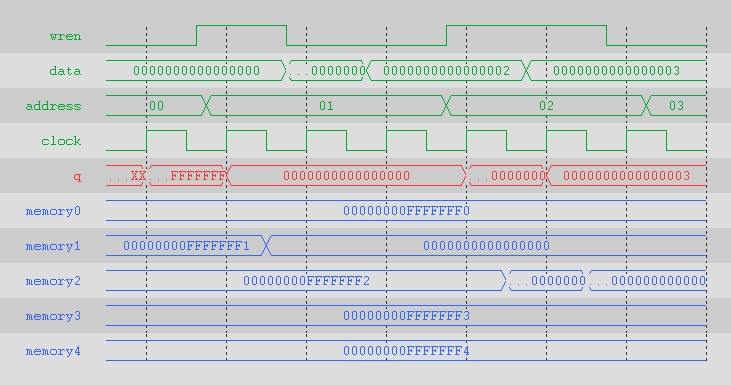 wren
data 0000000000000000 ...0000000 0000000000000002 0000000000000003
address 00 01 02 03
clock
q ...XX ...FFFFFFF 0000000000000000 ...0000000 0000000000000003
memory0 00000000FFFFFFF0
memory1 00000000FFFFFFF1 0000000000000000
memory2 00000000FFFFFFF2 ...0000000 ...000000000000
memory3 00000000FFFFFFF3
memory4 00000000FFFFFFF4